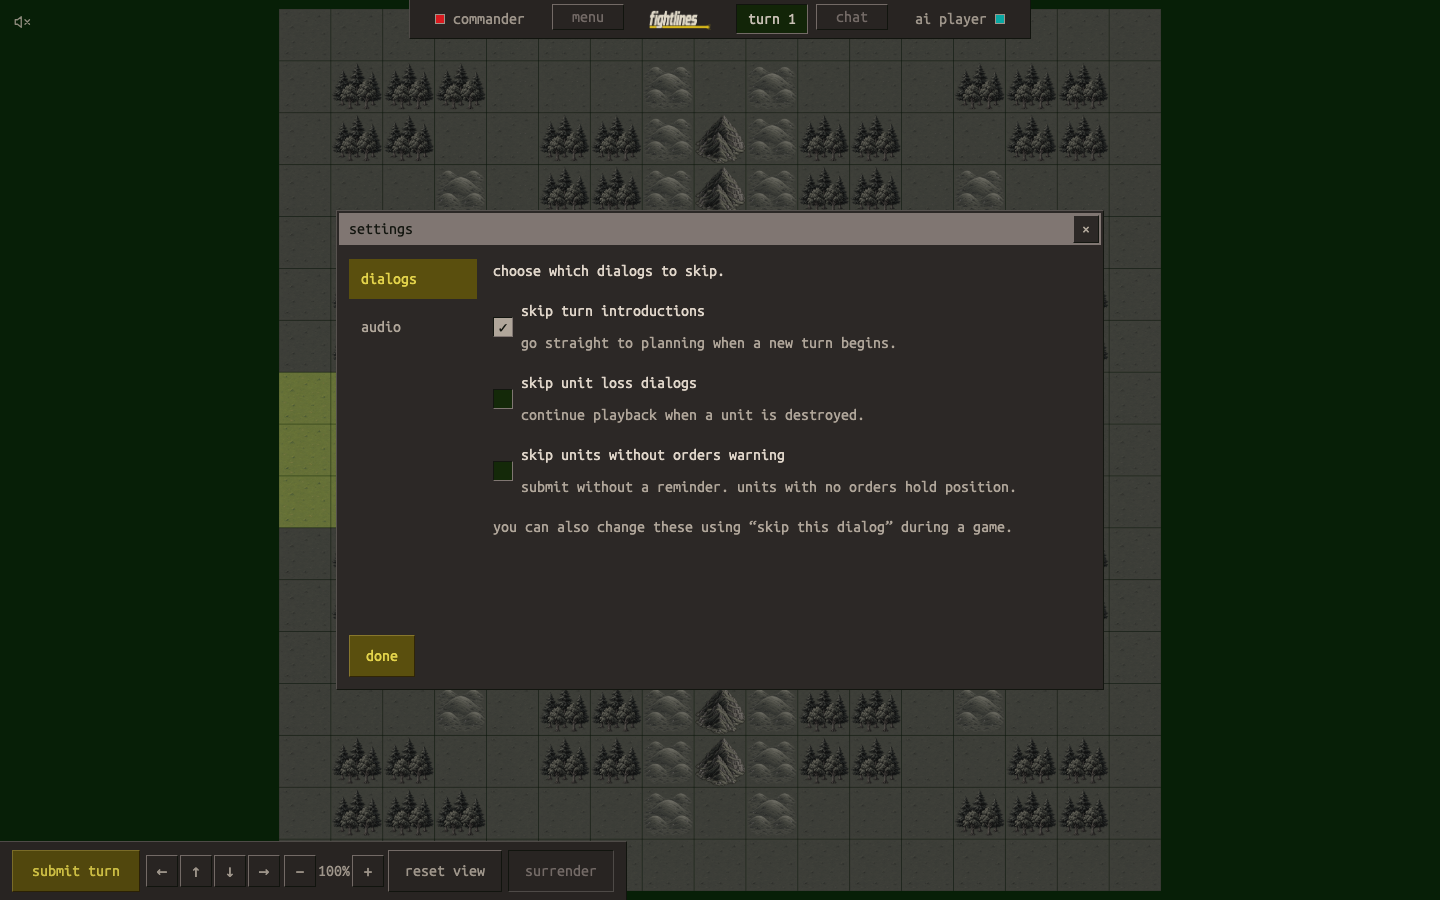 commander
menu
fightlines
turn 1
chat
ai player
settings
×
dialogs
audio
choose which dialogs to skip.
skip turn introductions
go straight to planning when a new turn begins.
skip unit loss dialogs
continue playback when a unit is destroyed.
skip units without orders warning
submit without a reminder. units with no orders hold position.
you can also change these using “skip this dialog” during a game.
done
submit turn
← ↑ ↓ → − 100% +
reset view
surrender